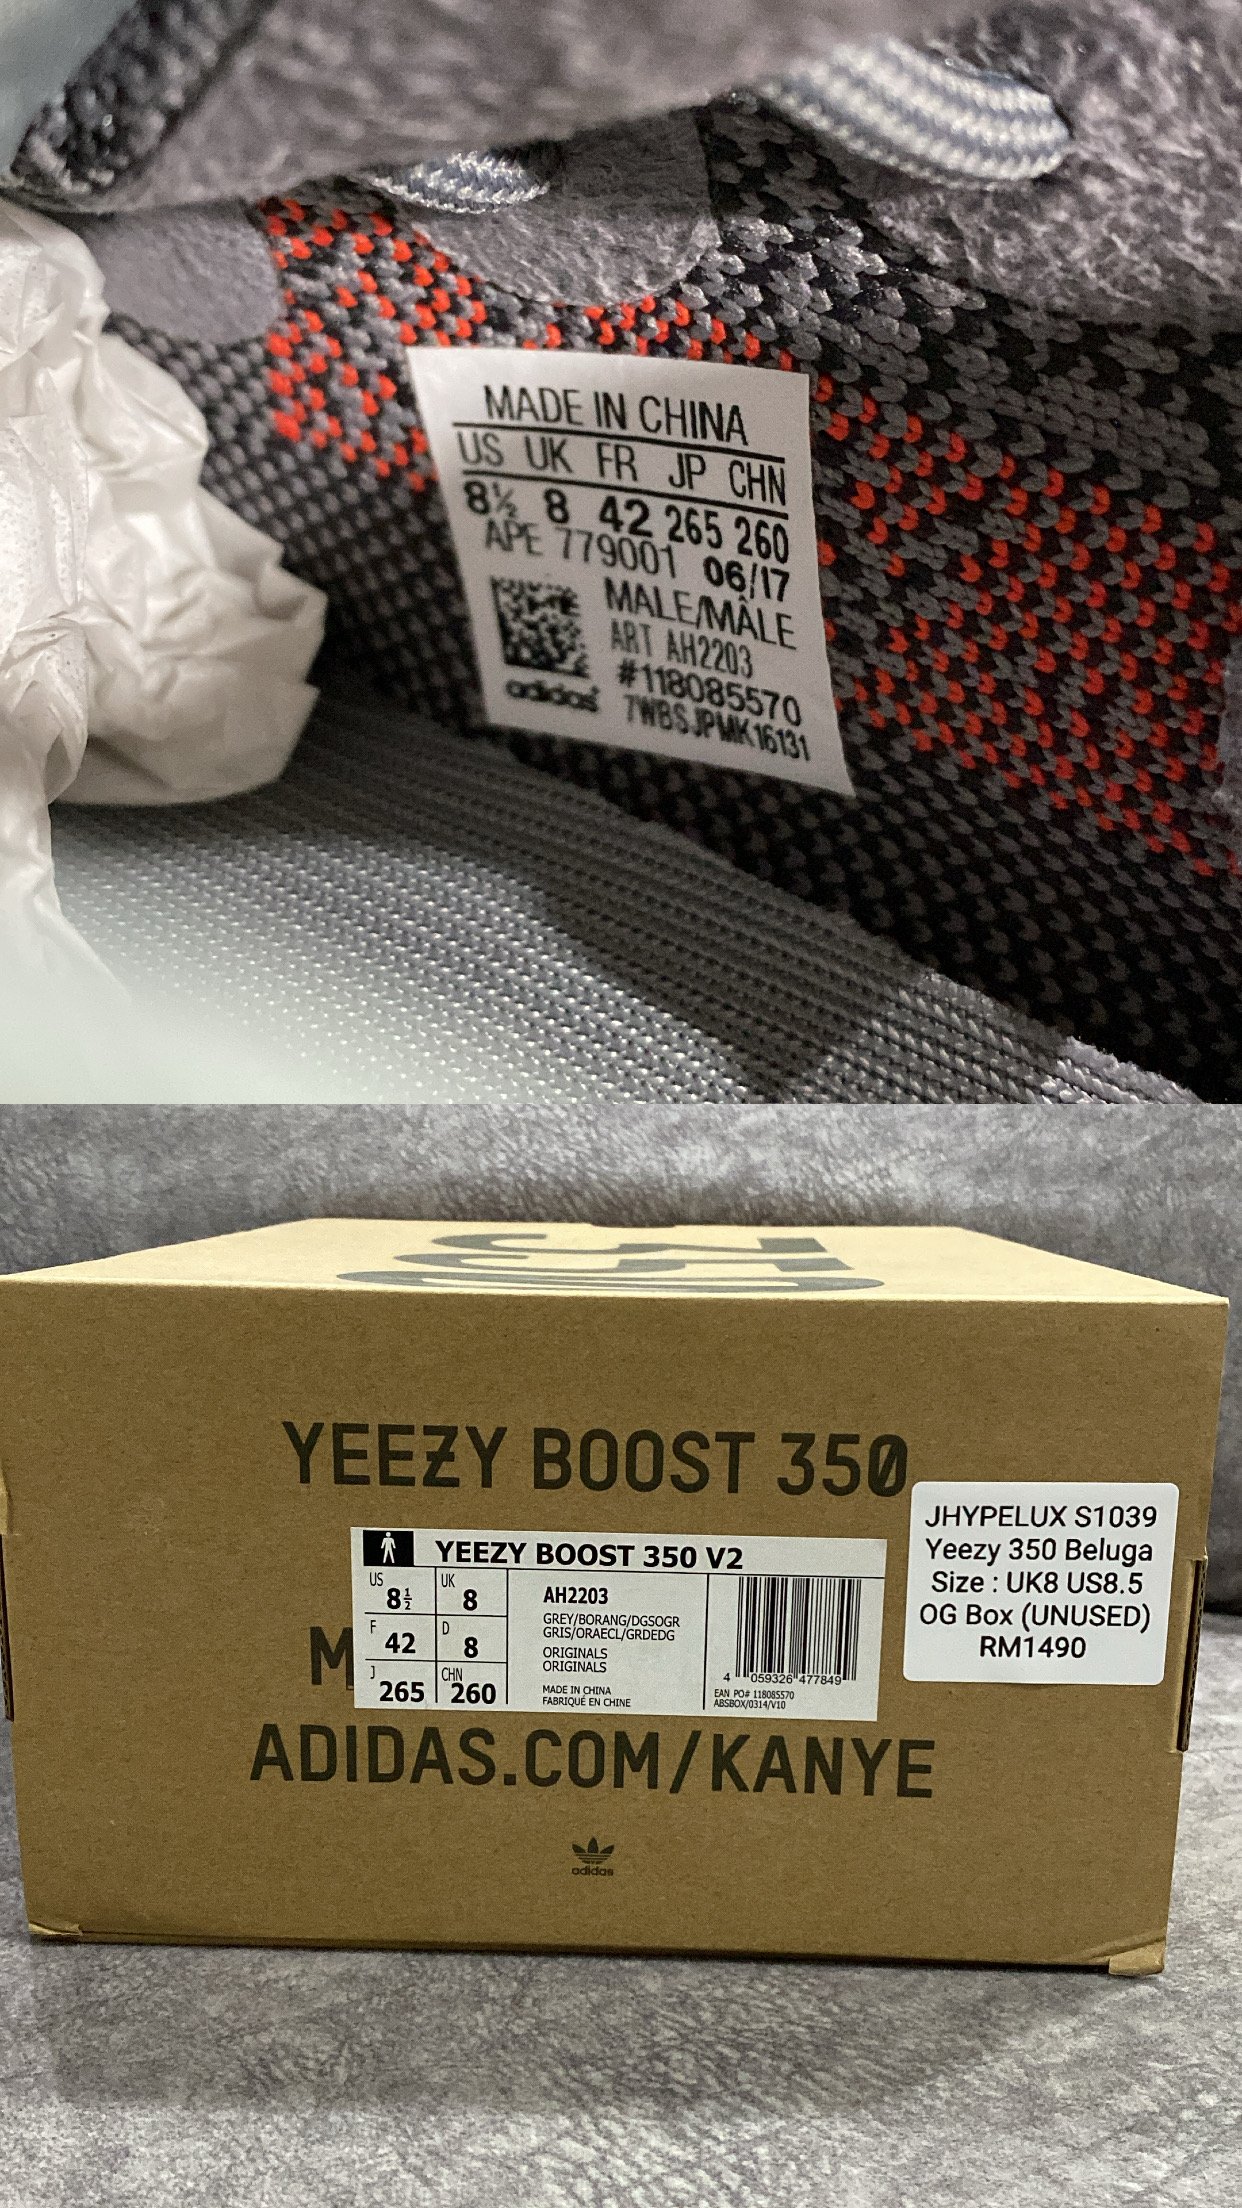 MADE IN CHINA
US UK FR JP CHN
8½ 8 42 265 260
APE 779001 06/17
MALE/MÂLE
ART AH2203
#118085570
7WBSJPMK16131
adidas
350
YEEZY BOOST 350
M
ADIDAS.COM/KANYE
adidas
YEEZY BOOST 350 V2
US 8½ UK 8
F 42 D 8
J 265 CHN 260
AH2203
GREY/BORANG/DGSOGR
GRIS/ORAECL/GRDEDG
ORIGINALS
ORIGINALS
MADE IN CHINA
FABRIQUÉ EN CHINE
4 059326 477849
EAN PO# 118085570
ABSBOX/0314/V10
JHYPELUX S1039
Yeezy 350 Beluga
Size : UK8 US8.5
OG Box (UNUSED)
RM1490